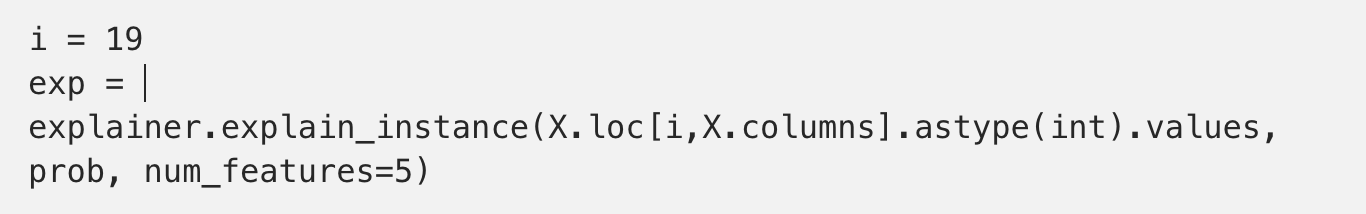 i = 19
exp =
explainer.explain_instance(X.loc[i,X.columns].astype(int).values,
prob, num_features=5)